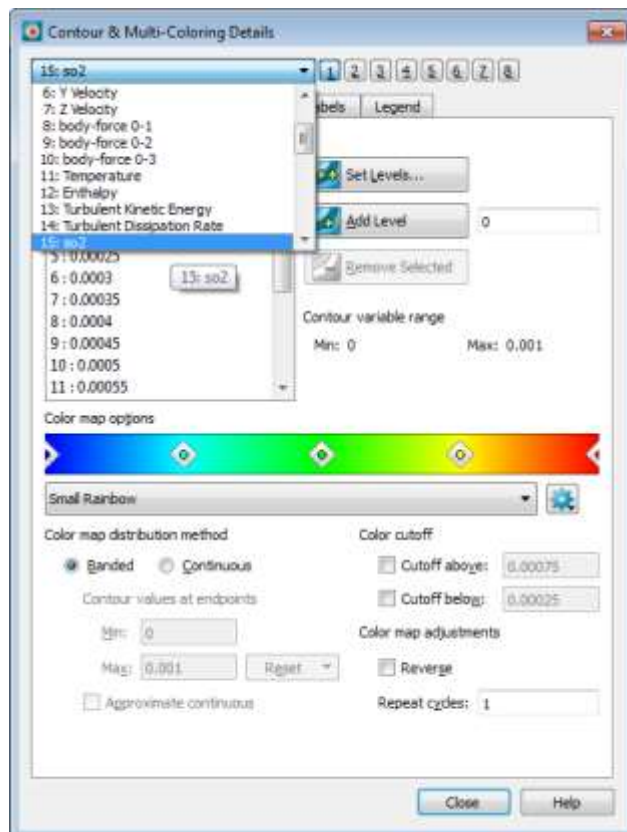 Contour & Multi-Coloring Details
15: so2
1 2 3 4 5 6 7 8
6: Y Velocity
7: Z Velocity
8: body-force 0-1
9: body-force 0-2
10: body-force 0-3
11: Temperature
12: Enthalpy
13: Turbulent Kinetic Energy
14: Turbulent Dissipation Rate
15: so2
abels Legend
Set Levels...
Add Level 0
Remove Selected
5 : 0.00025
6 : 0.0003
7 : 0.00035
8 : 0.0004
9 : 0.00045
10 : 0.0005
11 : 0.00055
15: so2
Contour variable range
Min: 0 Max: 0.001
Color map options
Small Rainbow
Color map distribution method
Banded Continuous
Contour values at endpoints
Min: 0
Max: 0.001 Reset
Approximate continuous
Color cutoff
Cutoff above: 0.00075
Cutoff below: 0.00025
Color map adjustments
Reverse
Repeat cycles: 1
Close Help